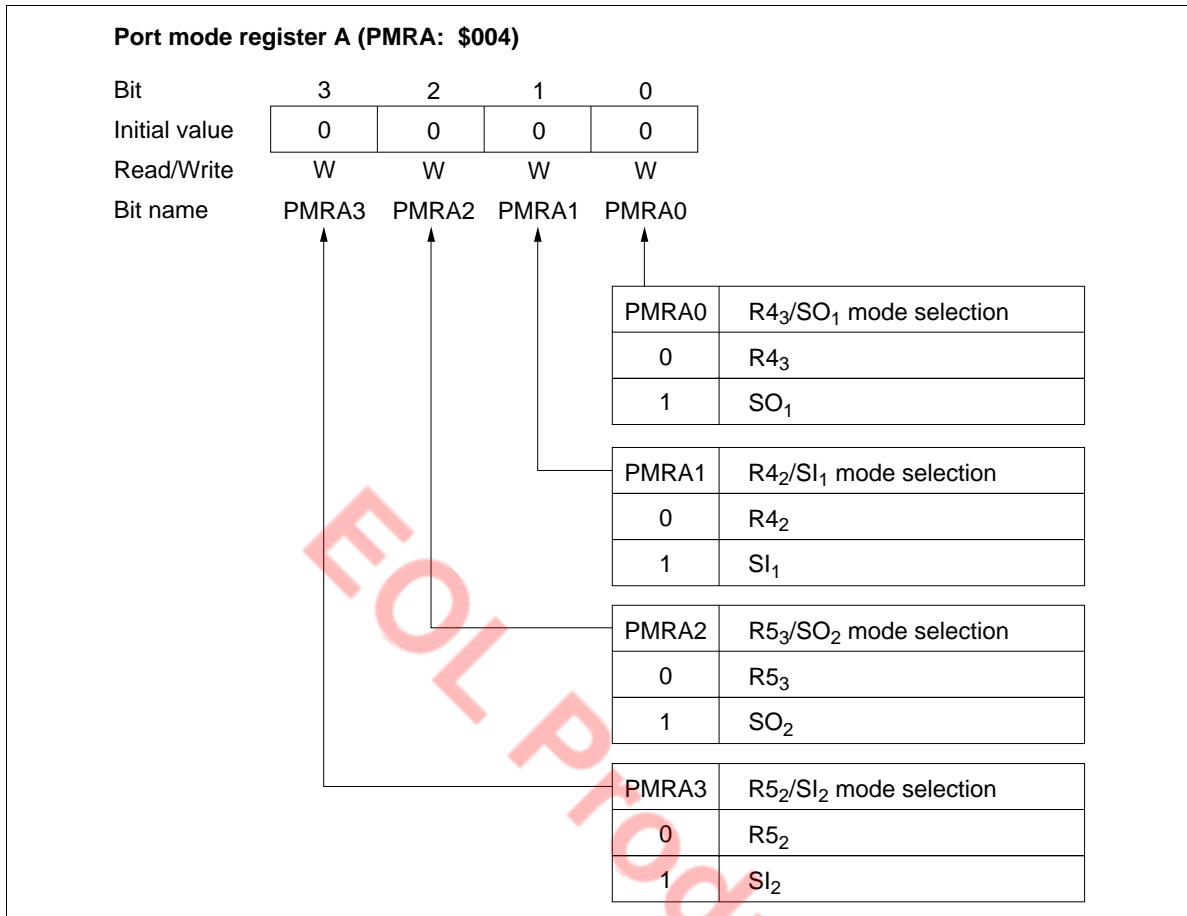 Port mode register A (PMRA: $004)
Bit 3 2 1 0
Initial value 0 0 0 0
Read/Write W W W W
Bit name PMRA3 PMRA2 PMRA1 PMRA0
PMRA0 R4₃/SO₁ mode selection
0 R4₃
1 SO₁
PMRA1 R4₂/SI₁ mode selection
0 R4₂
1 SI₁
PMRA2 R5₃/SO₂ mode selection
0 R5₃
1 SO₂
PMRA3 R5₂/SI₂ mode selection
0 R5₂
1 SI₂
EOL